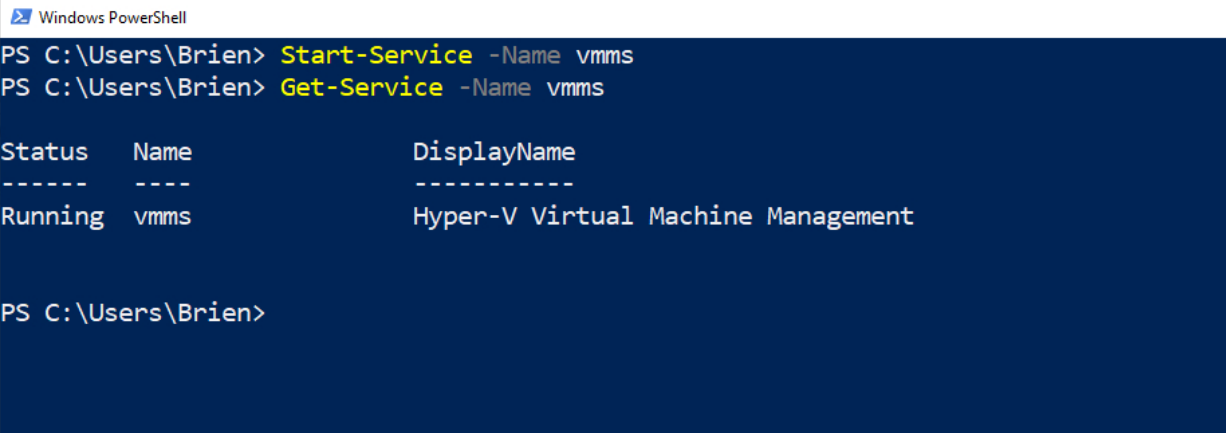 Windows PowerShell
PS C:\Users\Brien> Start-Service -Name vmms
PS C:\Users\Brien> Get-Service -Name vmms
Status   Name               DisplayName
------   ----               -----------
Running  vmms               Hyper-V Virtual Machine Management
PS C:\Users\Brien>